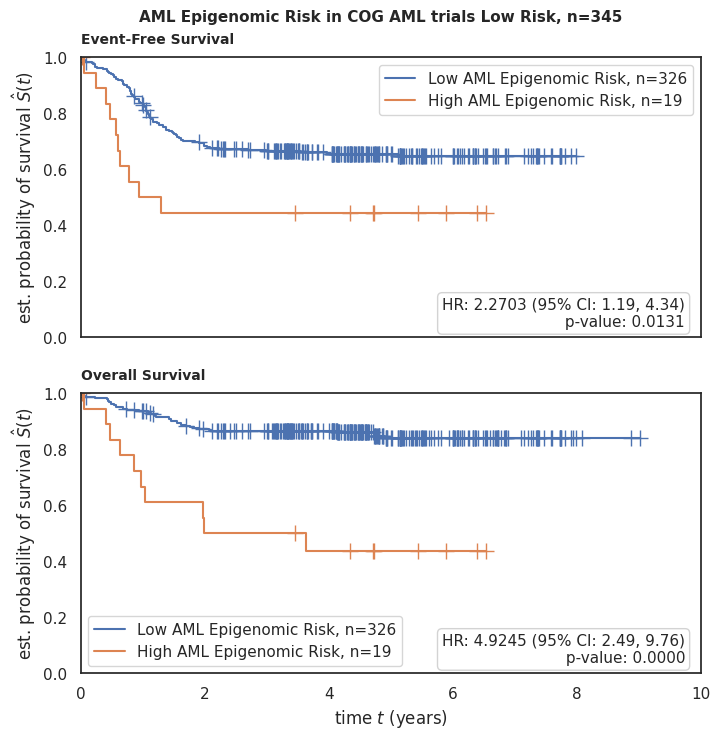 AML Epigenomic Risk in COG AML trials Low Risk, n=345
Event-Free Survival
1.0
0.8
0.6
0.4
0.2
0.0
est. probability of survival Ŝ(t)
Low AML Epigenomic Risk, n=326
High AML Epigenomic Risk, n=19
HR: 2.2703 (95% CI: 1.19, 4.34)
p-value: 0.0131
Overall Survival
1.0
0.8
0.6
0.4
0.2
0.0
est. probability of survival Ŝ(t)
Low AML Epigenomic Risk, n=326
High AML Epigenomic Risk, n=19
HR: 4.9245 (95% CI: 2.49, 9.76)
p-value: 0.0000
0 2 4 6 8 10
time t (years)